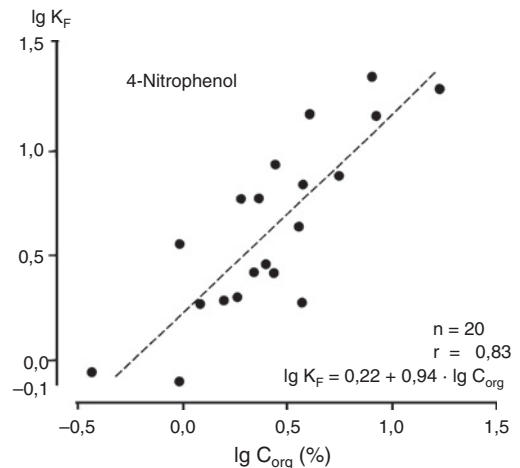 lg K_F
1,5
4-Nitrophenol
1,0
0,5
0,0
–0,1
n = 20
r = 0,83
lg K_F = 0,22 + 0,94 · lg C_org
–0,5 0,0 0,5 1,0 1,5
lg C_org (%)